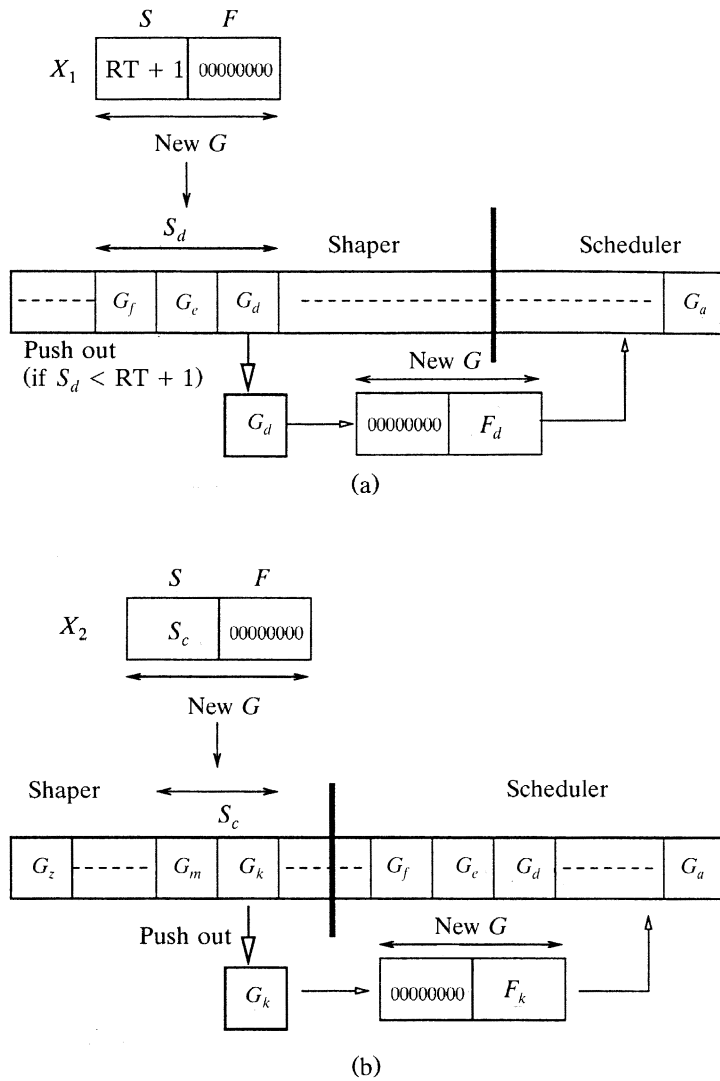 S F
X₁ RT + 1 00000000
New G
S_d
Shaper Scheduler
G_f G_e G_d G_a
Push out
(if S_d < RT + 1)
New G
G_d 00000000 F_d
(a)
S F
X₂ S_c 00000000
New G
Shaper Scheduler
S_c
G_z G_m G_k G_f G_e G_d G_a
Push out New G
G_k 00000000 F_k
(b)